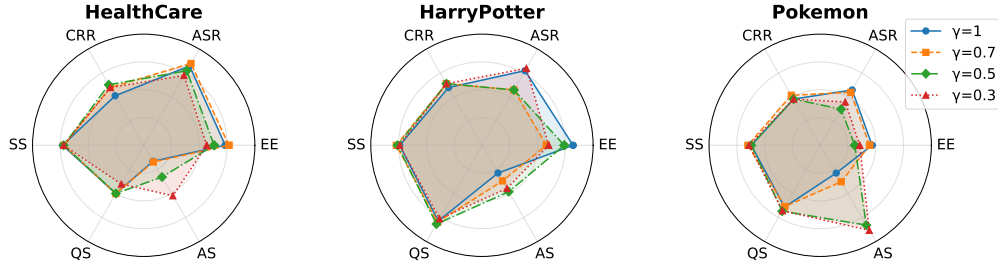 HealthCare
HarryPotter
Pokemon
CRR
ASR
SS
EE
QS
AS
CRR
ASR
SS
EE
QS
AS
CRR
ASR
SS
EE
QS
AS
γ=1
γ=0.7
γ=0.5
γ=0.3